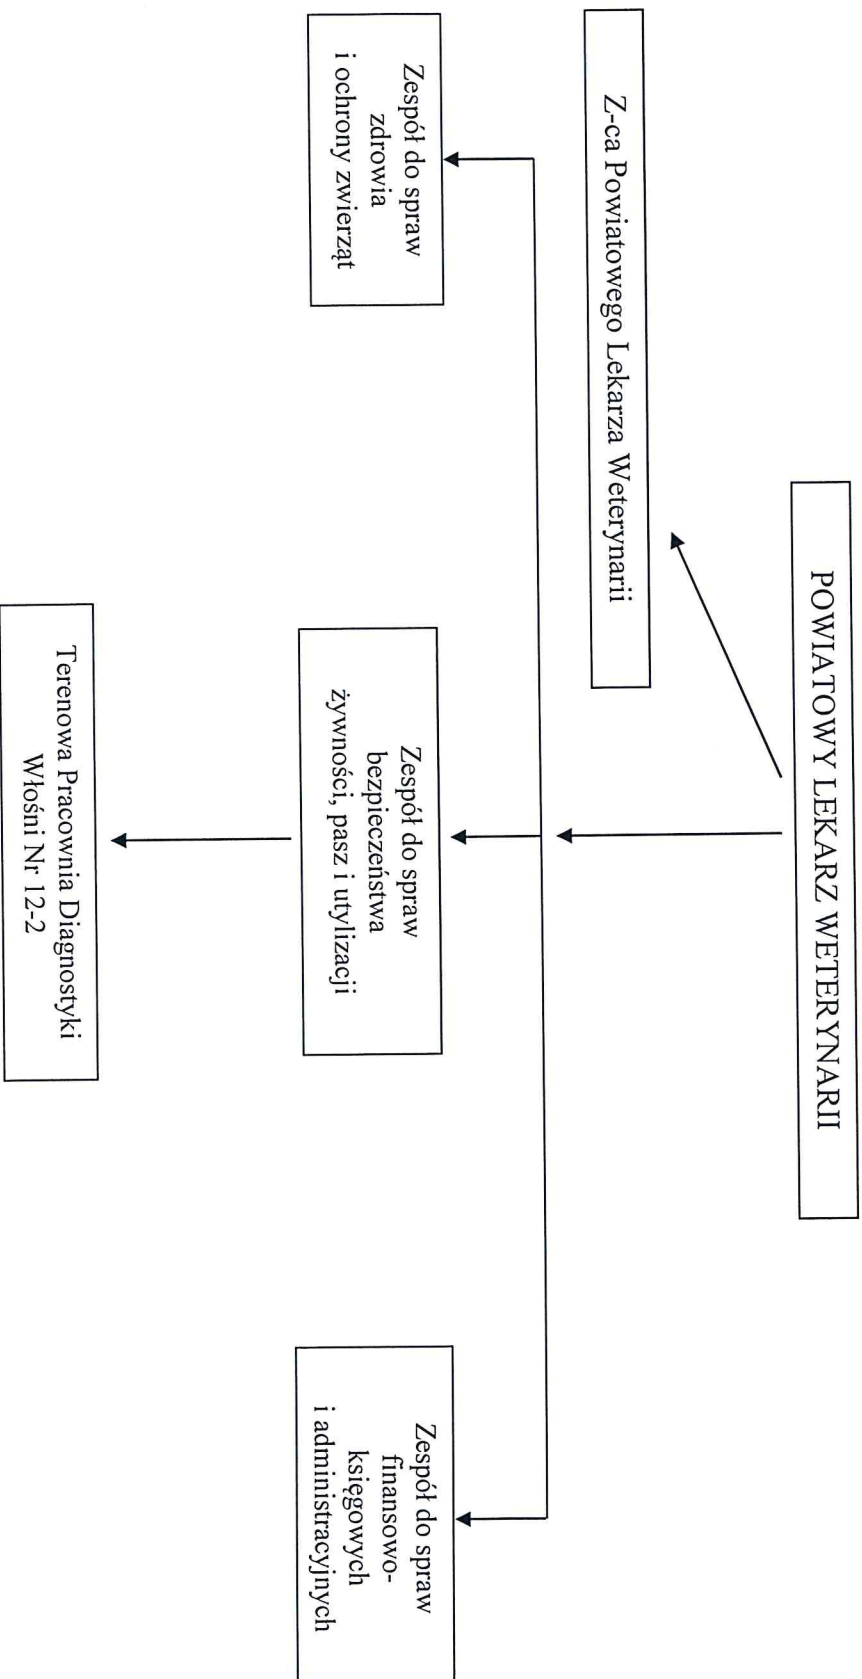 POWIATOWY LEKARZ WETERYNARII
Z-ca Powiatowego Lekarza Weterynarii
Zespół do spraw
zdrowia
i ochrony zwierząt
Zespół do spraw
bezpieczeństwa
żywności, pasz i utylizacji
Zespół do spraw
finansowo-
księgowych
i administracyjnych
Terenowa Pracownia Diagnostyki
Włośni Nr 12-2